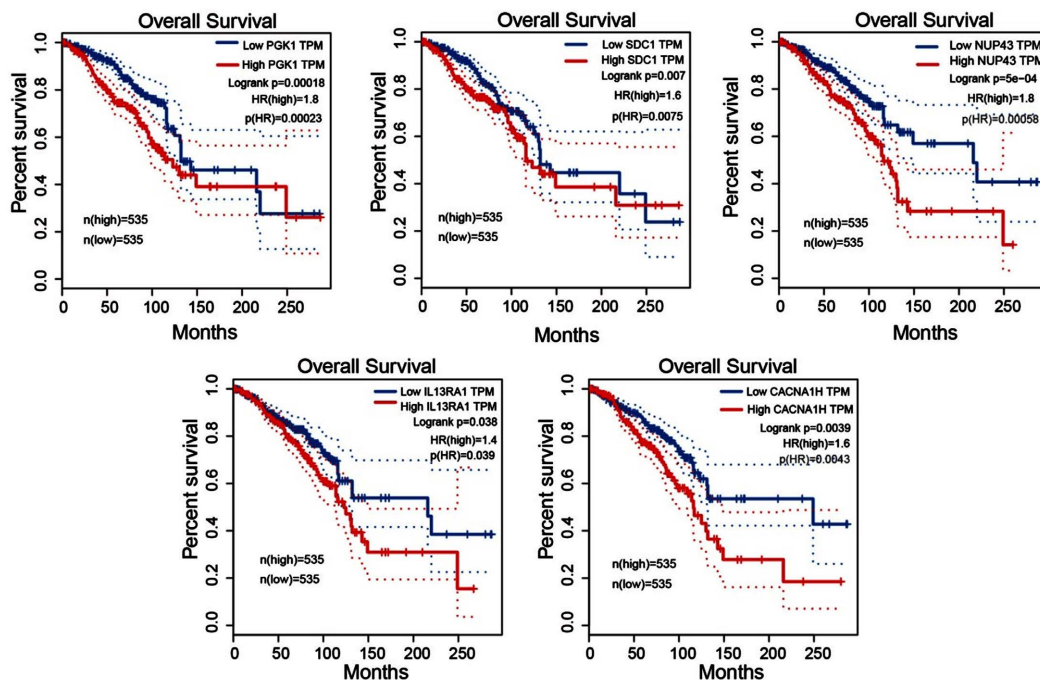 Overall Survival
Low PGK1 TPM
High PGK1 TPM
Logrank p=0.00018
HR(high)=1.8
p(HR)=0.00023
n(high)=535
n(low)=535
Percent survival
0.0 0.2 0.4 0.6 0.8 1.0
0 50 100 150 200 250
Months
Overall Survival
Low SDC1 TPM
High SDC1 TPM
Logrank p=0.007
HR(high)=1.6
p(HR)=0.0075
n(high)=535
n(low)=535
Percent survival
0.0 0.2 0.4 0.6 0.8 1.0
0 50 100 150 200 250
Months
Overall Survival
Low NUP43 TPM
High NUP43 TPM
Logrank p=5e-04
HR(high)=1.8
p(HR)=0.00058
n(high)=535
n(low)=535
Percent survival
0.0 0.2 0.4 0.6 0.8 1.0
0 50 100 150 200 250
Months
Overall Survival
Low IL13RA1 TPM
High IL13RA1 TPM
Logrank p=0.038
HR(high)=1.4
p(HR)=0.039
n(high)=535
n(low)=535
Percent survival
0.0 0.2 0.4 0.6 0.8 1.0
0 50 100 150 200 250
Months
Overall Survival
Low CACNA1H TPM
High CACNA1H TPM
Logrank p=0.0039
HR(high)=1.6
p(HR)=0.0043
n(high)=535
n(low)=535
Percent survival
0.0 0.2 0.4 0.6 0.8 1.0
0 50 100 150 200 250
Months